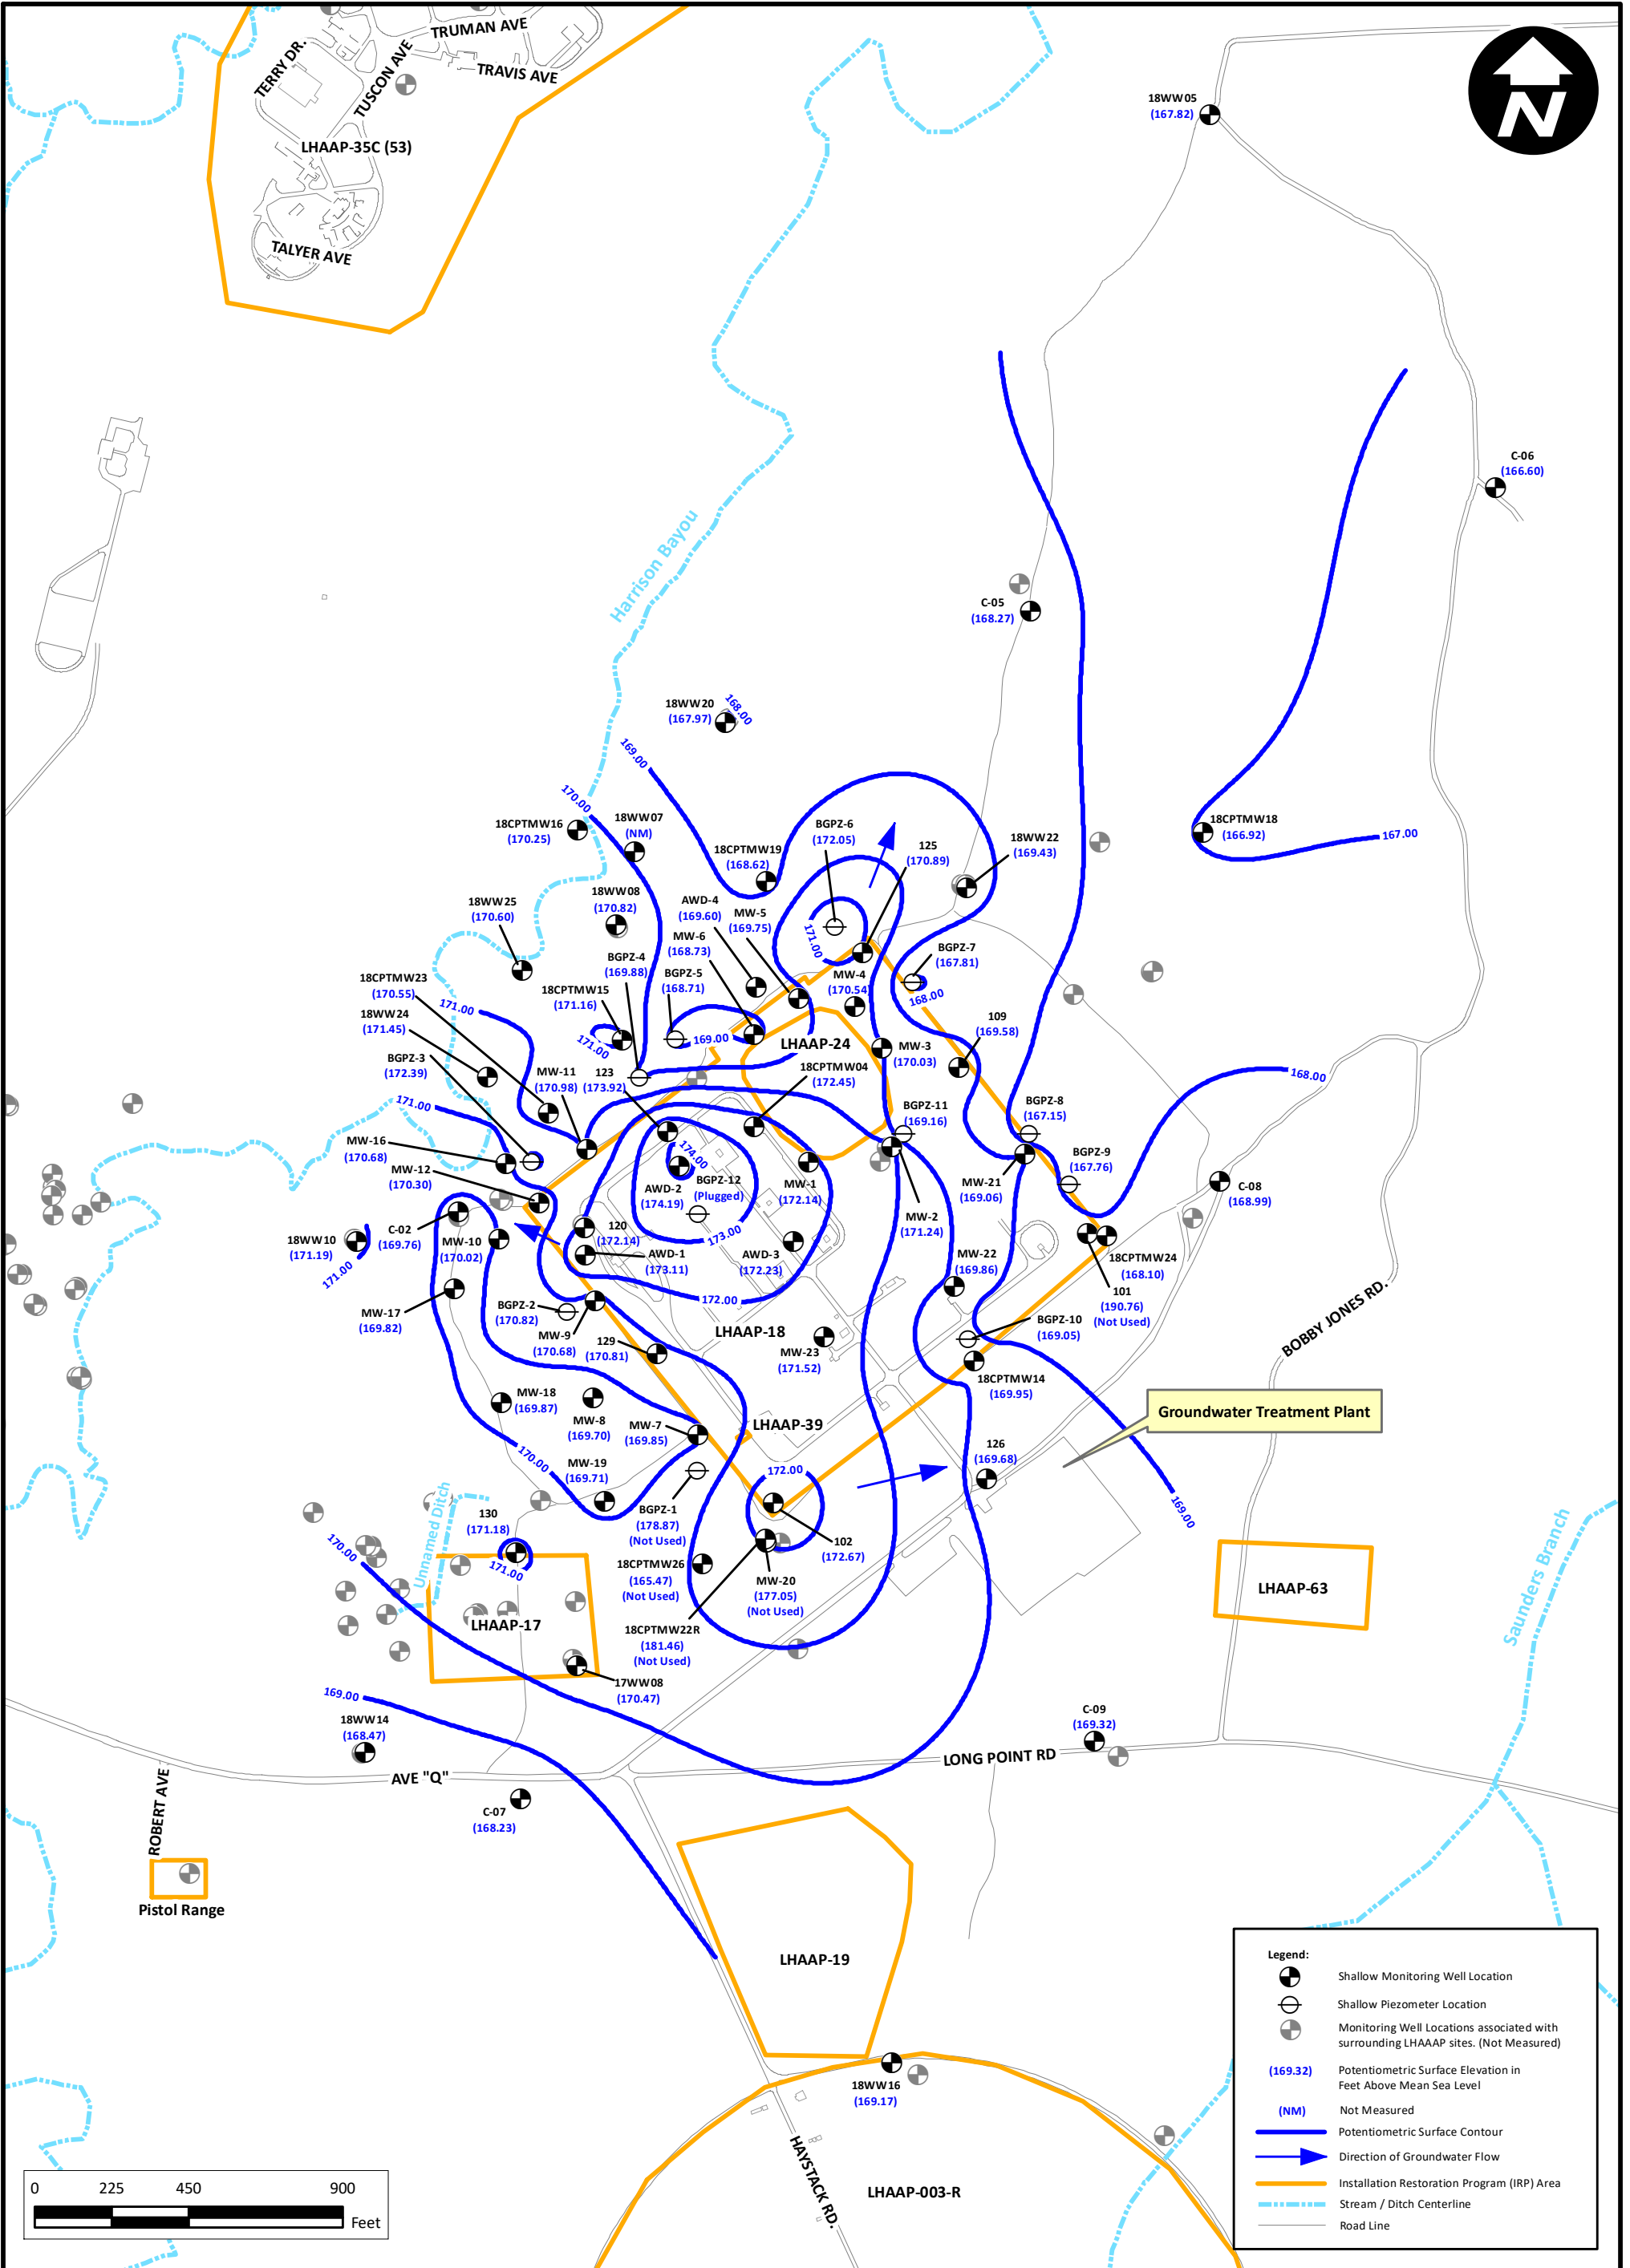 TRUMAN AVE
TERRY DR.
TUSCON AVE
TRAVIS AVE
LHAAP-35C (53)
TALYER AVE
N
18WW05
(167.82)
C-06
(166.60)
Harrison Bayou
C-05
(168.27)
18WW20
(167.97)
168.00
169.00
170.00
18CPTMW16
(170.25)
18WW07
(NM)
18CPTMW19
(168.62)
BGPZ-6
(172.05)
125
(170.89)
18WW22
(169.43)
18CPTMW18
(166.92)
167.00
18WW08
(170.82)
18WW25
(170.60)
AWD-4
(169.60)
MW-5
(169.75)
MW-6
(168.73)
171.00
BGPZ-7
(167.81)
168.00
BGPZ-4
(169.88)
BGPZ-5
(168.71)
MW-4
(170.54)
18CPTMW23
(170.55)
18CPTMW15
(171.16)
171.00
171.00
18WW24
(171.45)
169.00
LHAAP-24
MW-3
(170.03)
109
(169.58)
BGPZ-3
(172.39)
MW-11
(170.98)
123
(173.92)
18CPTMW04
(172.45)
168.00
171.00
BGPZ-11
(169.16)
BGPZ-8
(167.15)
MW-16
(170.68)
174.00
BGPZ-9
(167.76)
MW-12
(170.30)
AWD-2
(174.19)
BGPZ-12
(Plugged)
MW-1
(172.14)
MW-21
(169.06)
C-08
(168.99)
C-02
(169.76)
MW-2
(171.24)
18WW10
(171.19)
171.00
MW-10
(170.02)
120
(172.14)
173.00
AWD-1
(173.11)
AWD-3
(172.23)
MW-22
(169.86)
18CPTMW24
(168.10)
101
(190.76)
(Not Used)
MW-17
(169.82)
BGPZ-2
(170.82)
172.00
BGPZ-10
(169.05)
BOBBY JONES RD.
MW-9
(170.68)
129
(170.81)
LHAAP-18
MW-23
(171.52)
18CPTMW14
(169.95)
MW-18
(169.87)
MW-8
(169.70)
MW-7
(169.85)
LHAAP-39
Groundwater Treatment Plant
170.00
MW-19
(169.71)
172.00
126
(169.68)
169.00
Unnamed Ditch
130
(171.18)
171.00
BGPZ-1
(178.87)
(Not Used)
102
(172.67)
170.00
18CPTMW26
(165.47)
(Not Used)
MW-20
(177.05)
(Not Used)
LHAAP-63
Saunders Branch
LHAAP-17
18CPTMW22R
(181.46)
(Not Used)
17WW08
(170.47)
169.00
18WW14
(168.47)
C-09
(169.32)
LONG POINT RD
AVE "Q"
ROBERT AVE
C-07
(168.23)
Pistol Range
LHAAP-19
18WW16
(169.17)
HAYSTACK RD.
LHAAP-003-R
0 225 450 900
Feet
Legend:
Shallow Monitoring Well Location
Shallow Piezometer Location
Monitoring Well Locations associated with
surrounding LHAAAP sites. (Not Measured)
(169.32) Potentiometric Surface Elevation in
Feet Above Mean Sea Level
(NM) Not Measured
Potentiometric Surface Contour
Direction of Groundwater Flow
Installation Restoration Program (IRP) Area
Stream / Ditch Centerline
Road Line